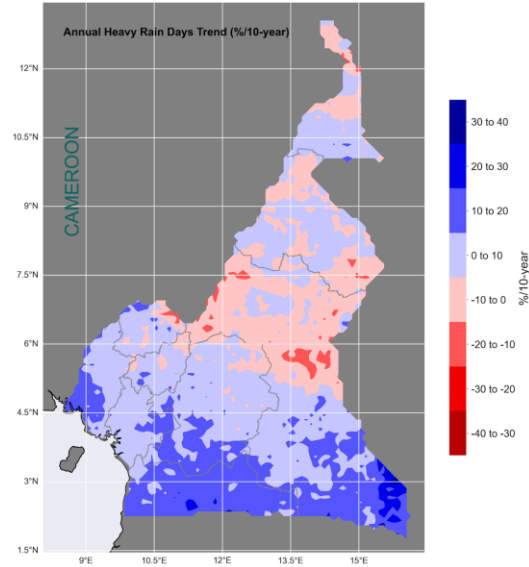 Annual Heavy Rain Days Trend (%/10-year)
CAMEROON
12°N
10.5°N
9°N
7.5°N
6°N
4.5°N
3°N
1.5°N
9°E
10.5°E
12°E
13.5°E
15°E
30 to 40
20 to 30
10 to 20
0 to 10
-10 to 0
-20 to -10
-30 to -20
-40 to -30
%/10-year